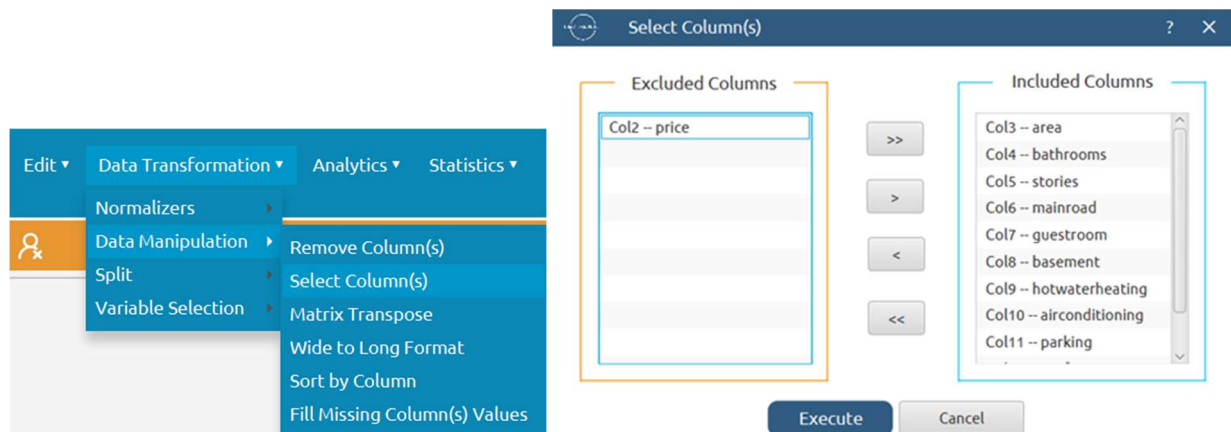 Edit ▾ Data Transformation ▾ Analytics ▾ Statistics ▾
Normalizers
Data Manipulation
Split
Variable Selection
Remove Column(s)
Select Column(s)
Matrix Transpose
Wide to Long Format
Sort by Column
Fill Missing Column(s) Values
Select Column(s) ? ✕
Excluded Columns
Col2 -- price
>>
>
<
<<
Included Columns
Col3 -- area
Col4 -- bathrooms
Col5 -- stories
Col6 -- mainroad
Col7 -- guestroom
Col8 -- basement
Col9 -- hotwaterheating
Col10 -- airconditioning
Col11 -- parking
Execute Cancel